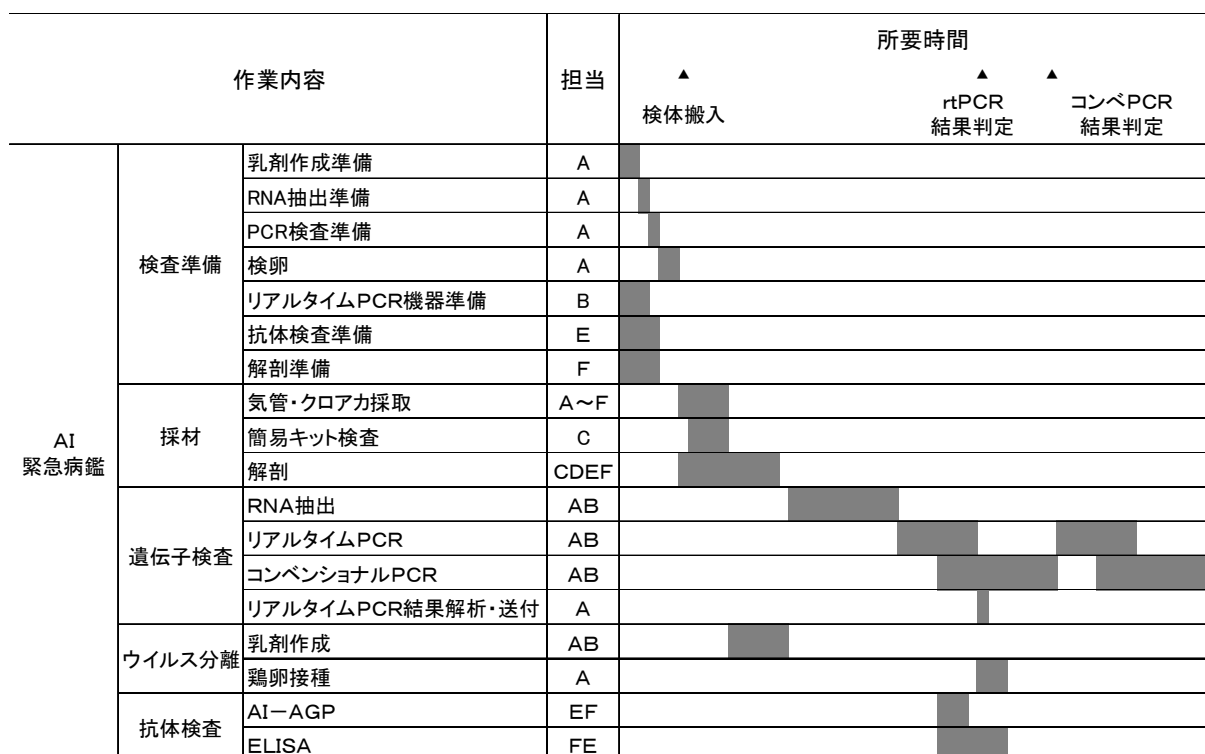 作業内容
担当
所要時間
▲ ▲ ▲
検体搬入
rtPCR
結果判定
コンベPCR
結果判定
AI
緊急病鑑
検査準備
乳剤作成準備 A
RNA抽出準備 A
PCR検査準備 A
検卵 A
リアルタイムPCR機器準備 B
抗体検査準備 E
解剖準備 F
採材
気管・クロアカ採取 A~F
簡易キット検査 C
解剖 CDEF
遺伝子検査
RNA抽出 AB
リアルタイムPCR AB
コンベンショナルPCR AB
リアルタイムPCR結果解析・送付 A
ウイルス分離
乳剤作成 AB
鶏卵接種 A
抗体検査
AI-AGP EF
ELISA FE